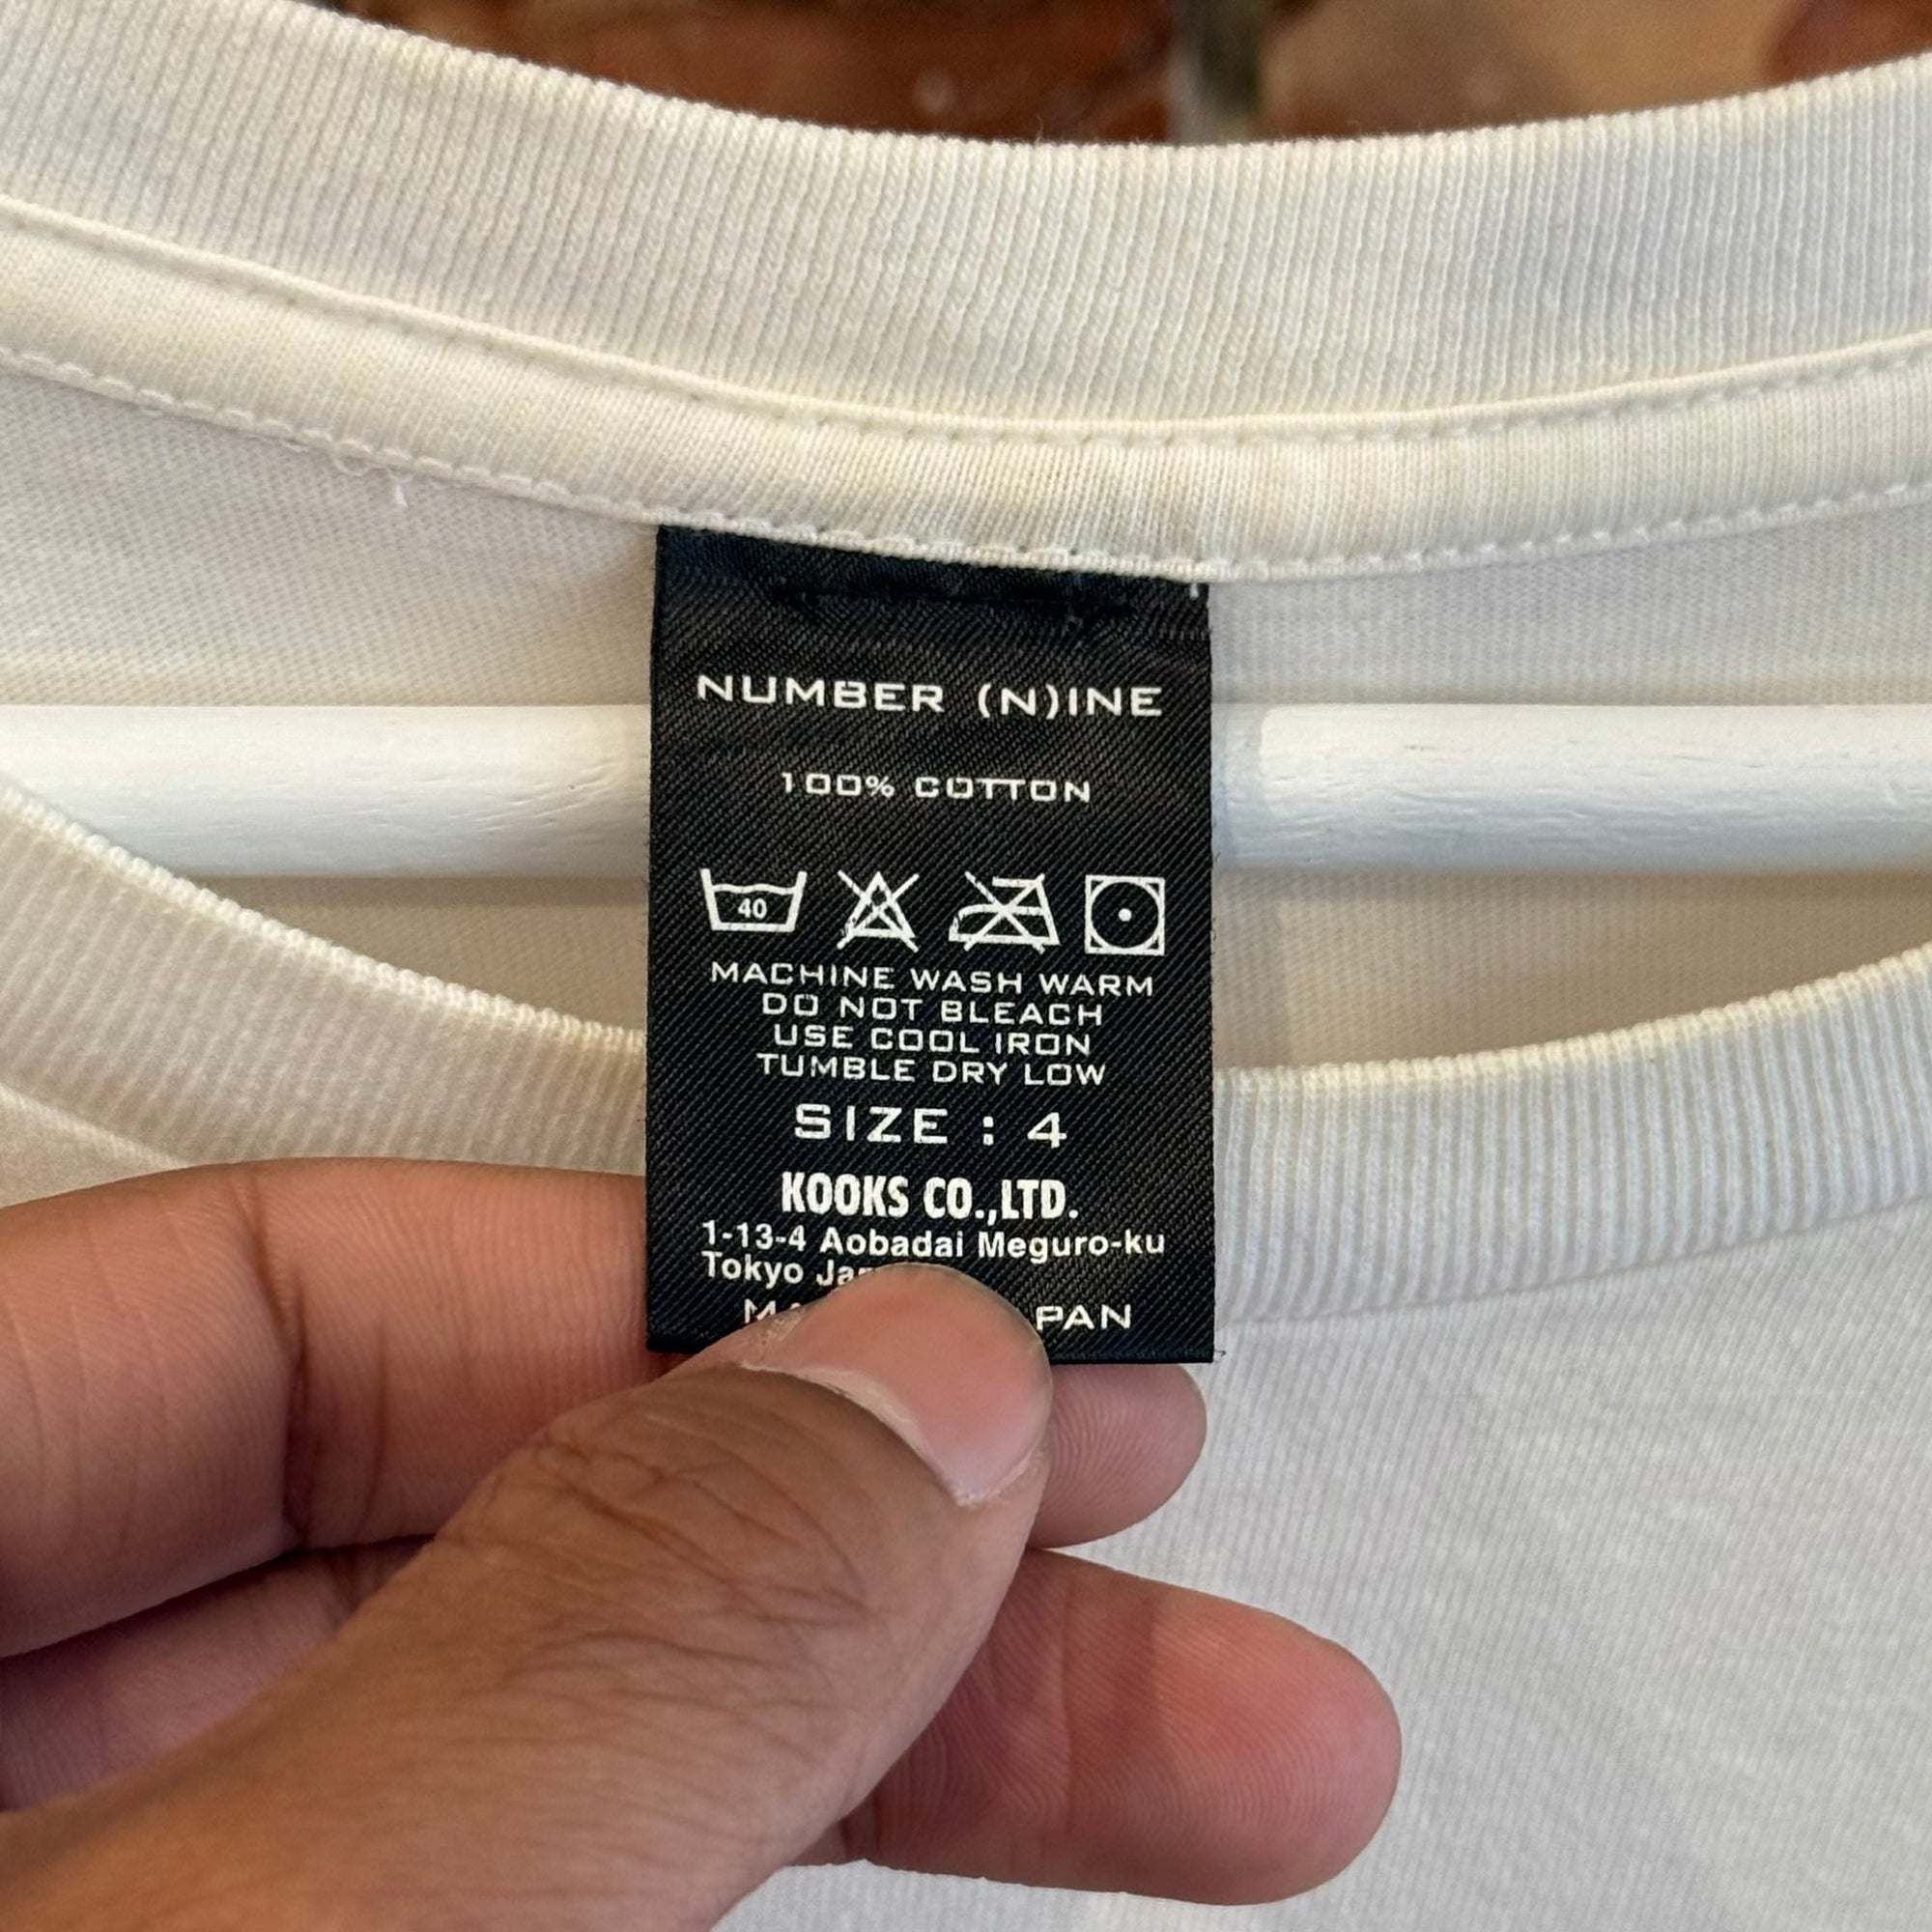 NUMBER (N)INE
100% COTTON
40
MACHINE WASH WARM
DO NOT BLEACH
USE COOL IRON
TUMBLE DRY LOW
SIZE : 4
KOOKS CO.,LTD.
1-13-4 Aobadai Meguro-ku
Tokyo